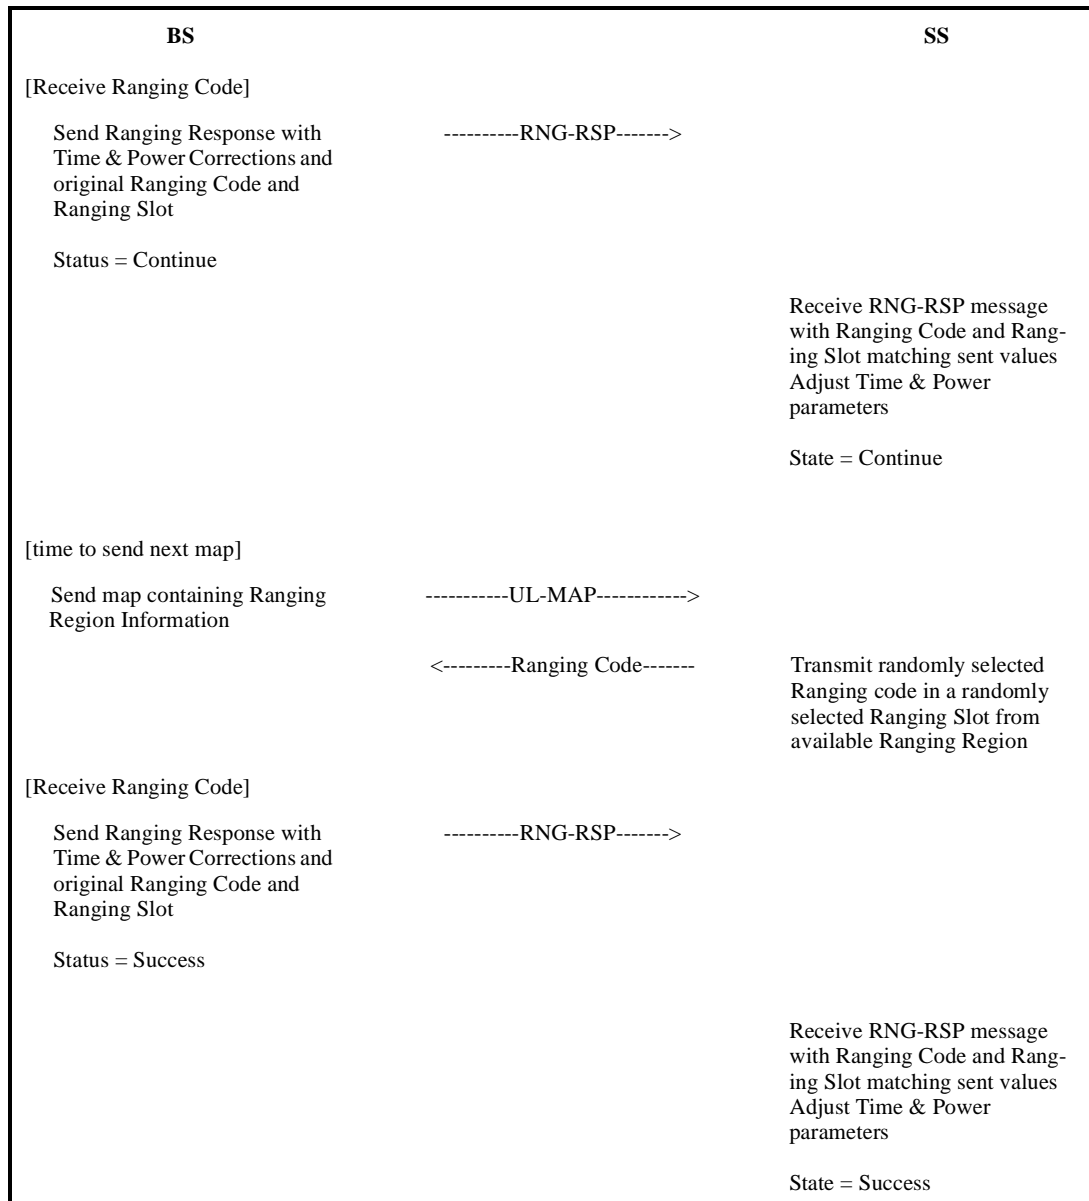 BS SS
[Receive Ranging Code]
Send Ranging Response with ----------RNG-RSP------->
Time & Power Corrections and
original Ranging Code and
Ranging Slot
Status = Continue
Receive RNG-RSP message
with Ranging Code and Rang-
ing Slot matching sent values
Adjust Time & Power
parameters
State = Continue
[time to send next map]
Send map containing Ranging -----------UL-MAP------------>
Region Information
<---------Ranging Code------- Transmit randomly selected
Ranging code in a randomly
selected Ranging Slot from
available Ranging Region
[Receive Ranging Code]
Send Ranging Response with ----------RNG-RSP------->
Time & Power Corrections and
original Ranging Code and
Ranging Slot
Status = Success
Receive RNG-RSP message
with Ranging Code and Rang-
ing Slot matching sent values
Adjust Time & Power
parameters
State = Success